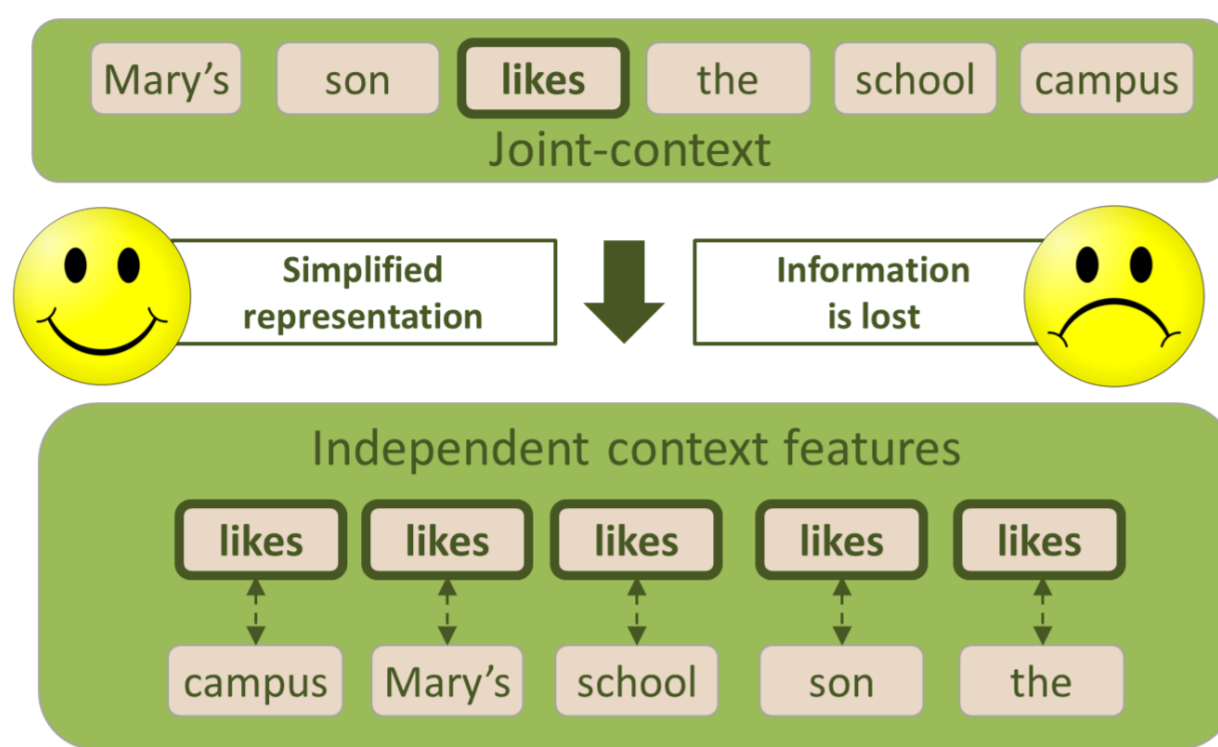 Mary’s son likes the school campus
Joint-context
Simplified
representation
Information
is lost
Independent context features
likes likes likes likes likes
campus Mary’s school son the